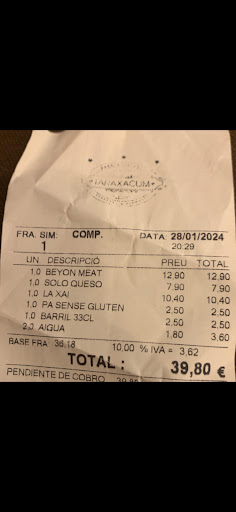 TARAXACUM
FRA. SIM: COMP. DATA: 28/01/2024
1 20:29
UN DESCRIPCIÓ PREU TOTAL
1,0 BEYON MEAT 12,90 12,90
1,0 SOLO QUESO 7,90 7,90
1,0 LA XAI 10,40 10,40
1,0 PA SENSE GLUTEN 2,50 2,50
1,0 BARRIL 33CL 2,50 2,50
2,0 AIGUA 1,80 3,60
BASE FRA 36,18 10,00 % IVA = 3,62
TOTAL : 39,80 €
PENDIENTE DE COBRO 39,80